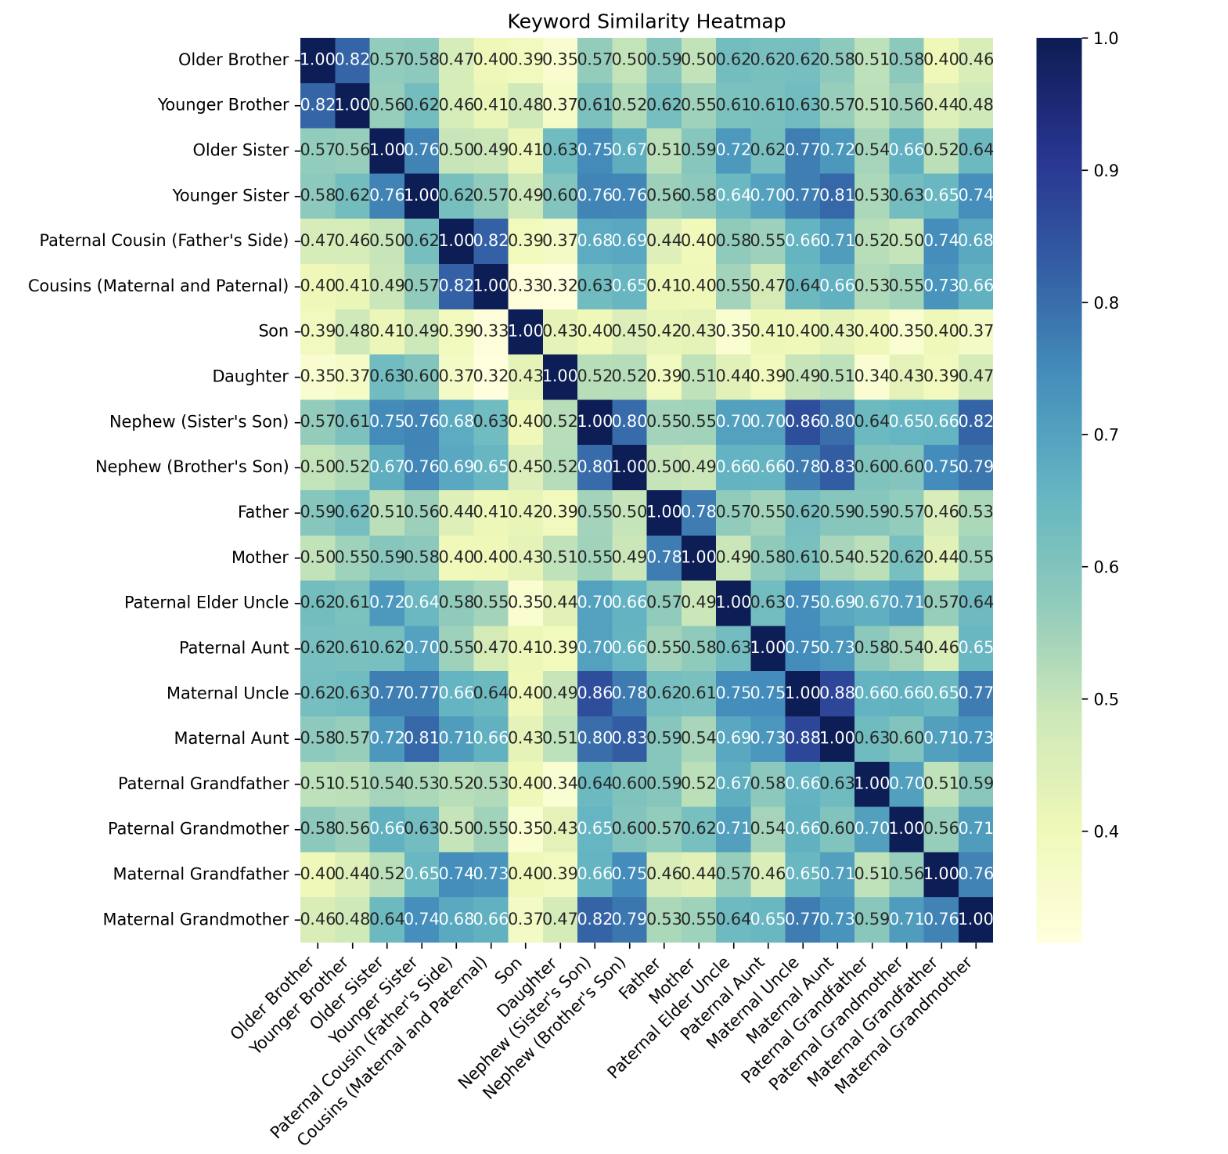 Keyword Similarity Heatmap
Older Brother 1.00 0.82 0.57 0.58 0.47 0.40 0.39 0.35 0.57 0.50 0.59 0.50 0.62 0.62 0.62 0.58 0.51 0.58 0.40 0.46
Younger Brother 0.82 1.00 0.56 0.62 0.46 0.41 0.48 0.37 0.61 0.52 0.62 0.55 0.61 0.61 0.63 0.57 0.51 0.56 0.44 0.48
Older Sister 0.57 0.56 1.00 0.76 0.50 0.49 0.41 0.63 0.75 0.67 0.51 0.59 0.72 0.62 0.77 0.72 0.54 0.66 0.52 0.64
Younger Sister 0.58 0.62 0.76 1.00 0.62 0.57 0.49 0.60 0.76 0.76 0.56 0.58 0.64 0.70 0.77 0.81 0.53 0.63 0.65 0.74
Paternal Cousin (Father's Side) 0.47 0.46 0.50 0.62 1.00 0.82 0.39 0.37 0.68 0.69 0.44 0.40 0.58 0.55 0.66 0.71 0.52 0.50 0.74 0.68
Cousins (Maternal and Paternal) 0.40 0.41 0.49 0.57 0.82 1.00 0.33 0.32 0.63 0.65 0.41 0.40 0.55 0.47 0.64 0.66 0.53 0.55 0.73 0.66
Son 0.39 0.48 0.41 0.49 0.39 0.33 1.00 0.43 0.40 0.45 0.42 0.43 0.35 0.41 0.40 0.43 0.40 0.35 0.40 0.37
Daughter 0.35 0.37 0.63 0.60 0.37 0.32 0.43 1.00 0.52 0.52 0.39 0.51 0.44 0.39 0.49 0.51 0.34 0.43 0.39 0.47
Nephew (Sister's Son) 0.57 0.61 0.75 0.76 0.68 0.63 0.40 0.52 1.00 0.80 0.55 0.55 0.70 0.70 0.86 0.80 0.64 0.65 0.66 0.82
Nephew (Brother's Son) 0.50 0.52 0.67 0.76 0.69 0.65 0.45 0.52 0.80 1.00 0.50 0.49 0.66 0.66 0.78 0.83 0.60 0.60 0.75 0.79
Father 0.59 0.62 0.51 0.56 0.44 0.41 0.42 0.39 0.55 0.50 1.00 0.78 0.57 0.55 0.62 0.59 0.59 0.57 0.46 0.53
Mother 0.50 0.55 0.59 0.58 0.40 0.40 0.43 0.51 0.55 0.49 0.78 1.00 0.49 0.58 0.61 0.54 0.52 0.62 0.44 0.55
Paternal Elder Uncle 0.62 0.61 0.72 0.64 0.58 0.55 0.35 0.44 0.70 0.66 0.57 0.49 1.00 0.63 0.75 0.69 0.67 0.71 0.57 0.64
Paternal Aunt 0.62 0.61 0.62 0.70 0.55 0.47 0.41 0.39 0.70 0.66 0.55 0.58 0.63 1.00 0.75 0.73 0.58 0.54 0.46 0.65
Maternal Uncle 0.62 0.63 0.77 0.77 0.66 0.64 0.40 0.49 0.86 0.78 0.62 0.61 0.75 0.75 1.00 0.88 0.66 0.66 0.65 0.77
Maternal Aunt 0.58 0.57 0.72 0.81 0.71 0.66 0.43 0.51 0.80 0.83 0.59 0.54 0.69 0.73 0.88 1.00 0.63 0.60 0.71 0.73
Paternal Grandfather 0.51 0.51 0.54 0.53 0.52 0.53 0.40 0.34 0.64 0.60 0.59 0.52 0.67 0.58 0.66 0.63 1.00 0.70 0.51 0.59
Paternal Grandmother 0.58 0.56 0.66 0.63 0.50 0.55 0.35 0.43 0.65 0.60 0.57 0.62 0.71 0.54 0.66 0.60 0.70 1.00 0.56 0.71
Maternal Grandfather 0.40 0.44 0.52 0.65 0.74 0.73 0.40 0.39 0.66 0.75 0.46 0.44 0.57 0.46 0.65 0.71 0.51 0.56 1.00 0.76
Maternal Grandmother 0.46 0.48 0.64 0.74 0.68 0.66 0.37 0.47 0.82 0.79 0.53 0.55 0.64 0.65 0.77 0.73 0.59 0.71 0.76 1.00
Older Brother
Younger Brother
Older Sister
Younger Sister
Paternal Cousin (Father's Side)
Cousins (Maternal and Paternal)
Son
Daughter
Nephew (Sister's Son)
Nephew (Brother's Son)
Father
Mother
Paternal Elder Uncle
Paternal Aunt
Maternal Uncle
Maternal Aunt
Paternal Grandfather
Paternal Grandmother
Maternal Grandfather
Maternal Grandmother
1.0
0.9
0.8
0.7
0.6
0.5
0.4